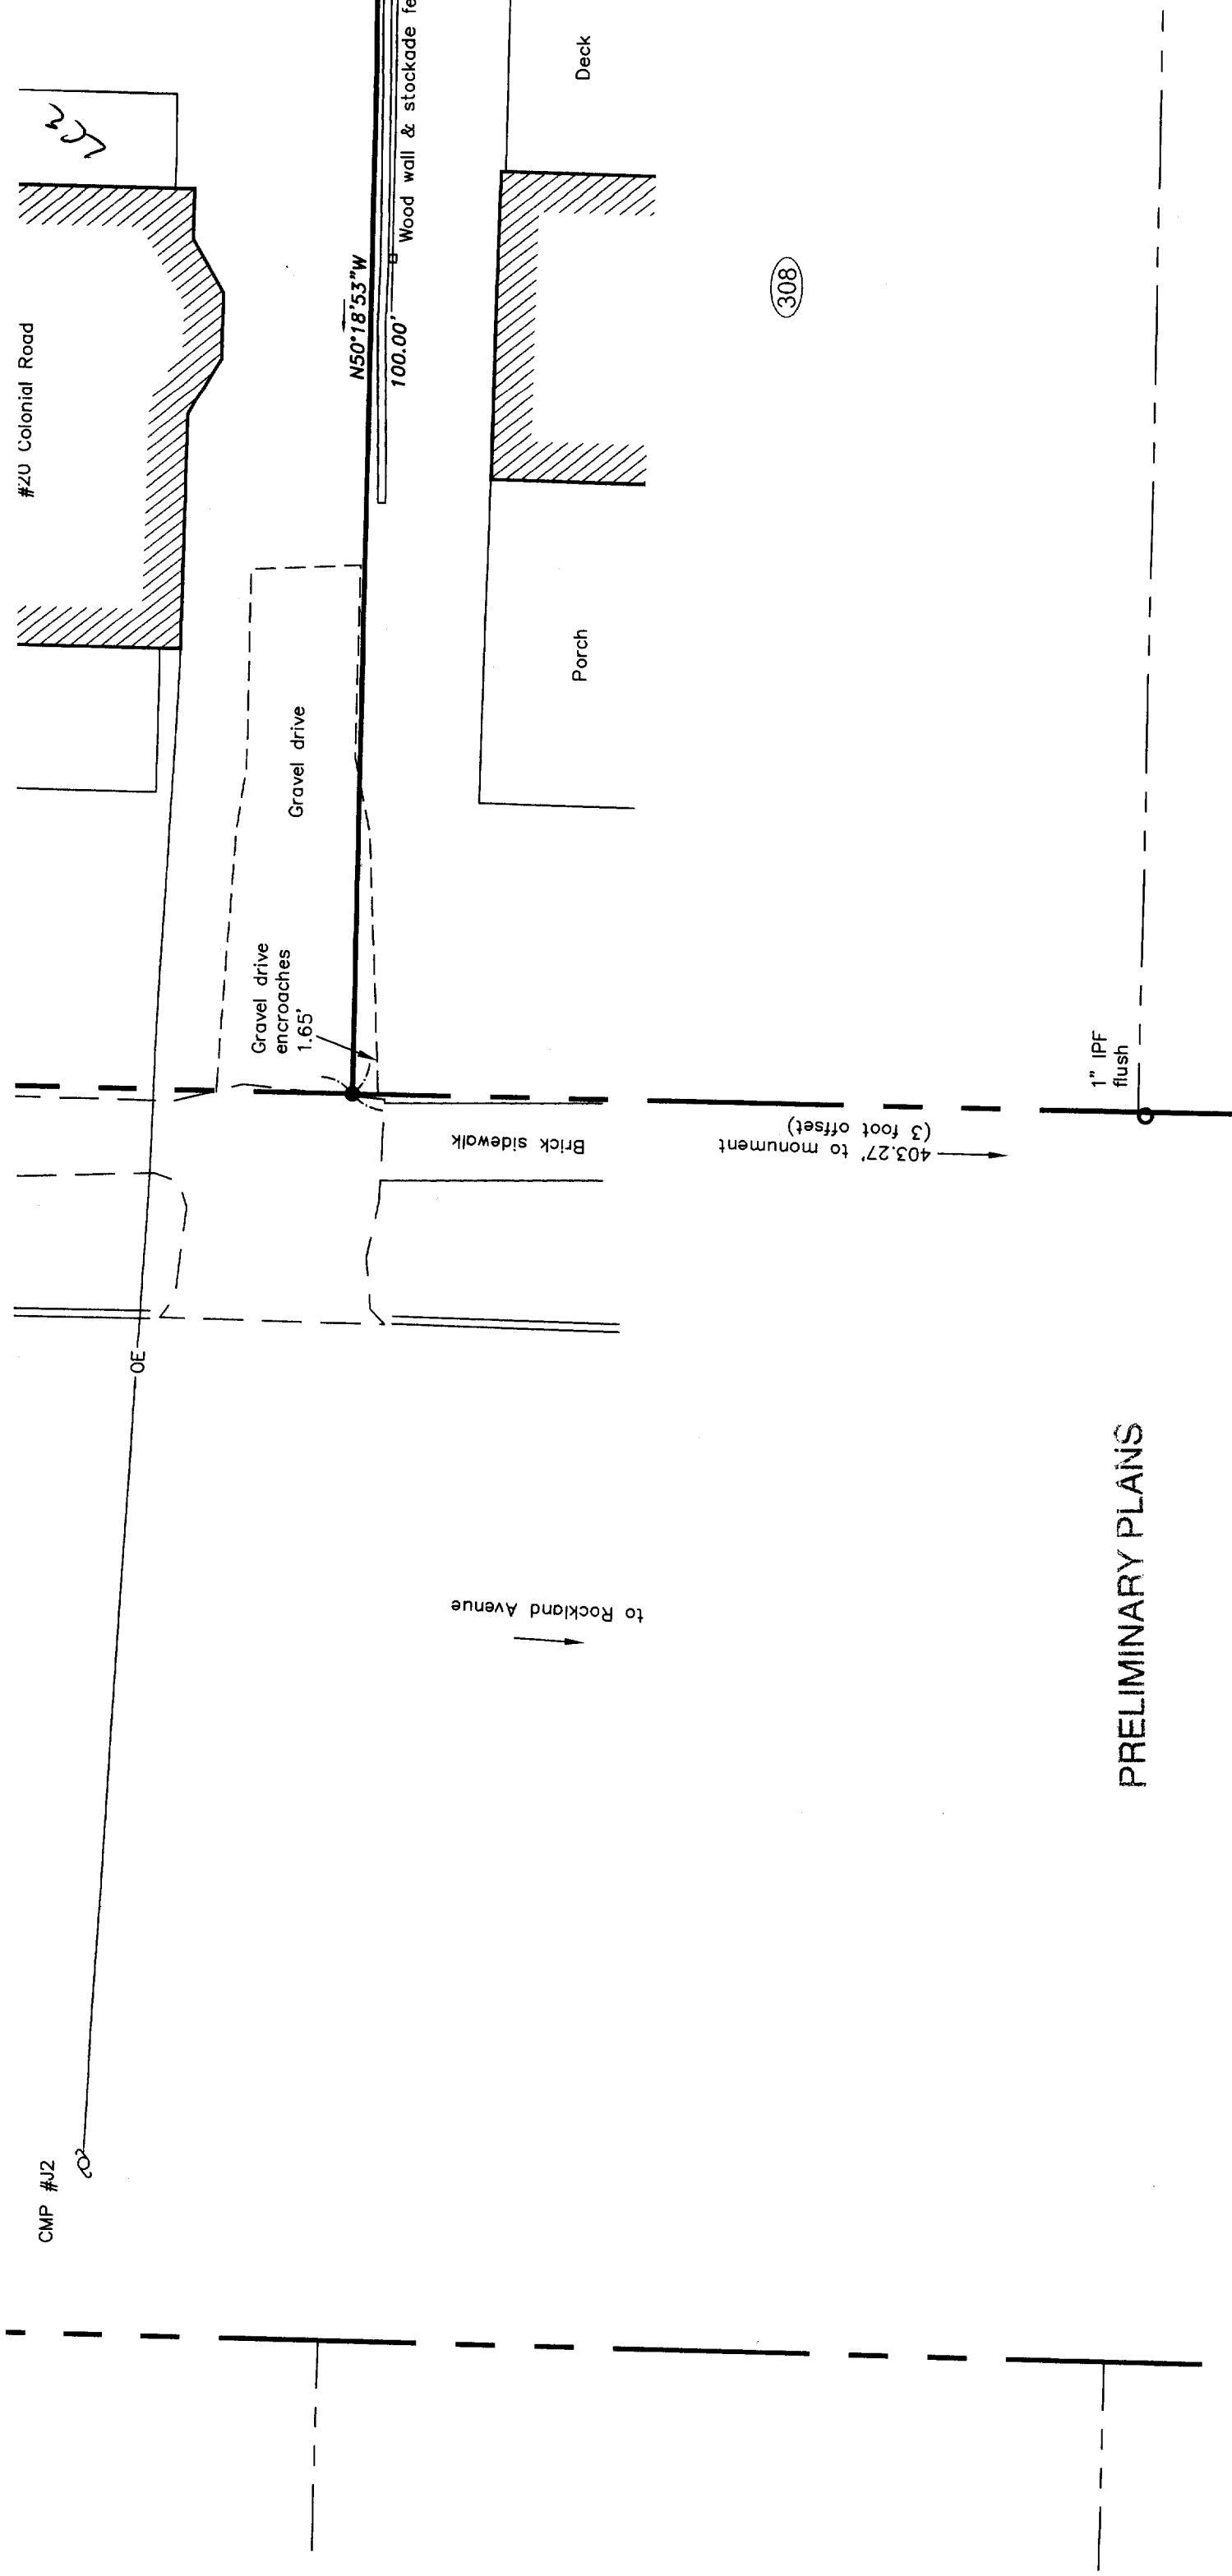 #20 Colonial Road
N50°18'53"W
100.00'
Wood wall & stockade fe
Deck
308
Gravel drive
Porch
Gravel drive
encroaches
1.65'
Brick sidewalk
403.27' to monument
(3 foot offset)
1" IPF
flush
OE
to Rockland Avenue
CMP #J2
PRELIMINARY PLANS